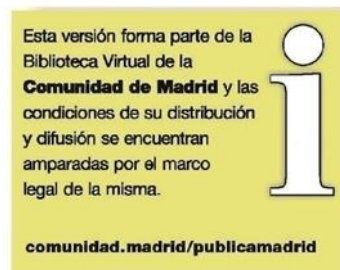 Esta versión forma parte de la
Biblioteca Virtual de la
Comunidad de Madrid y las
condiciones de su distribución
y difusión se encuentran
amparadas por el marco
legal de la misma.
comunidad.madrid/publicamadrid